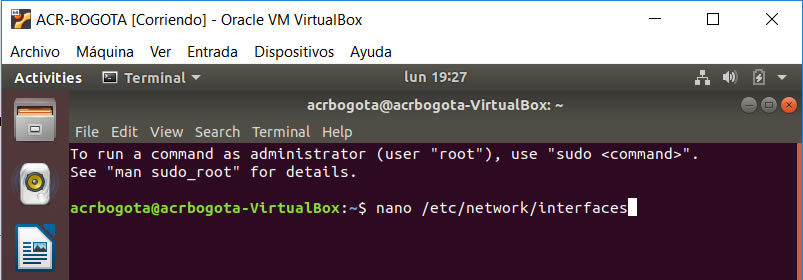 ACR-BOGOTA [Corriendo] - Oracle VM VirtualBox
Archivo Máquina Ver Entrada Dispositivos Ayuda
Activities Terminal lun 19:27
acrbogota@acrbogota-VirtualBox: ~
File Edit View Search Terminal Help
To run a command as administrator (user "root"), use "sudo <command>".
See "man sudo_root" for details.
acrbogota@acrbogota-VirtualBox:~$ nano /etc/network/interfaces